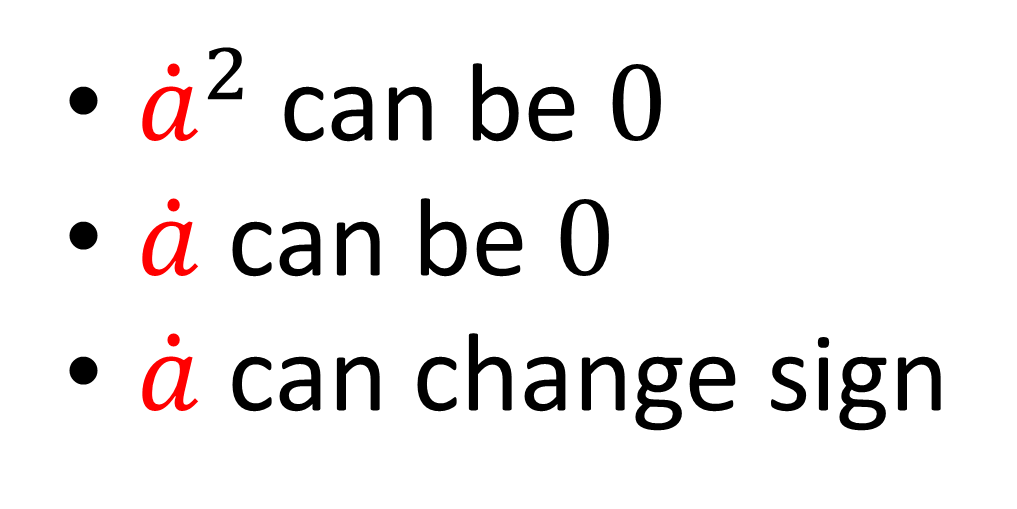 • ȧ² can be 0
• ȧ can be 0
• ȧ can change sign